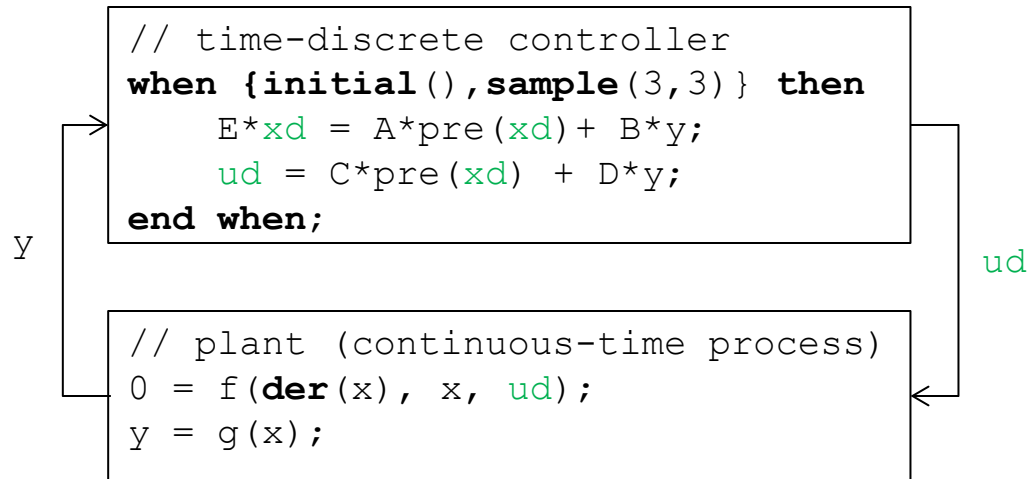 // time-discrete controller
when {initial(),sample(3,3)} then
    E*xd = A*pre(xd)+ B*y;
    ud = C*pre(xd) + D*y;
end when;
y
ud
// plant (continuous-time process)
0 = f(der(x), x, ud);
y = g(x);